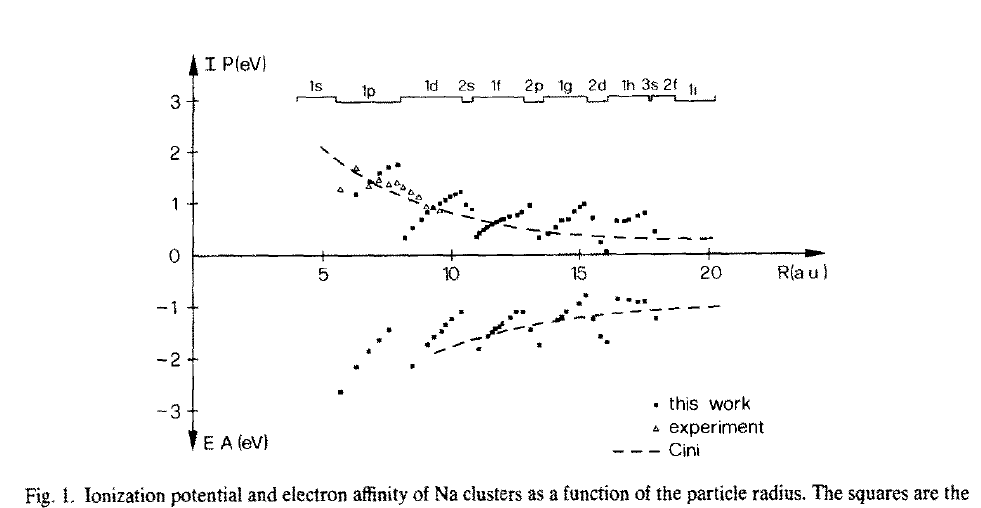 I P(eV)
1s 1p 1d 2s 1f 2p 1g 2d 1h 3s 2f 1i
3
2
1
0
5 10 15 20 R(a u)
-1
-2
-3
E A (eV)
this work
experiment
Cini
Fig. 1. Ionization potential and electron affinity of Na clusters as a function of the particle radius. The squares are the